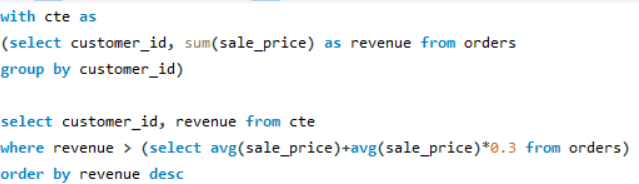 with cte as
(select customer_id, sum(sale_price) as revenue from orders
group by customer_id)
select customer_id, revenue from cte
where revenue > (select avg(sale_price)+avg(sale_price)*0.3 from orders)
order by revenue desc